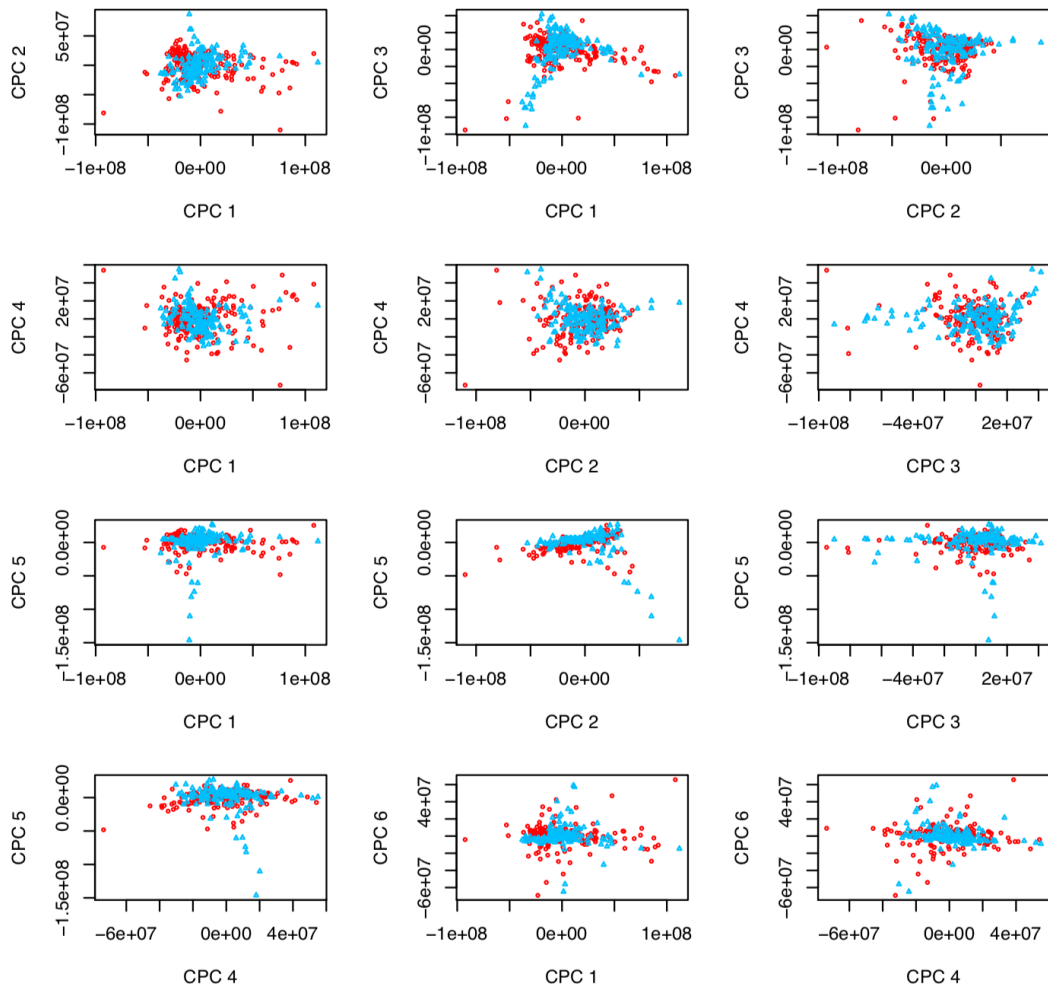 CPC 2
−1e+08 5e+07
−1e+08 0e+00 1e+08
CPC 1
CPC 3
−1e+08 0e+00
−1e+08 0e+00 1e+08
CPC 1
CPC 3
−1e+08 0e+00
−1e+08 0e+00
CPC 2
CPC 4
−6e+07 2e+07
−1e+08 0e+00 1e+08
CPC 1
CPC 4
−6e+07 2e+07
−1e+08 0e+00
CPC 2
CPC 4
−6e+07 2e+07
−1e+08 −4e+07 2e+07
CPC 3
CPC 5
−1.5e+08 0.0e+00
−1e+08 0e+00 1e+08
CPC 1
CPC 5
−1.5e+08 0.0e+00
−1e+08 0e+00
CPC 2
CPC 5
−1.5e+08 0.0e+00
−1e+08 −4e+07 2e+07
CPC 3
CPC 5
−1.5e+08 0.0e+00
−6e+07 0e+00 4e+07
CPC 4
CPC 6
−6e+07 4e+07
−1e+08 0e+00 1e+08
CPC 1
CPC 6
−6e+07 4e+07
−6e+07 0e+00 4e+07
CPC 4